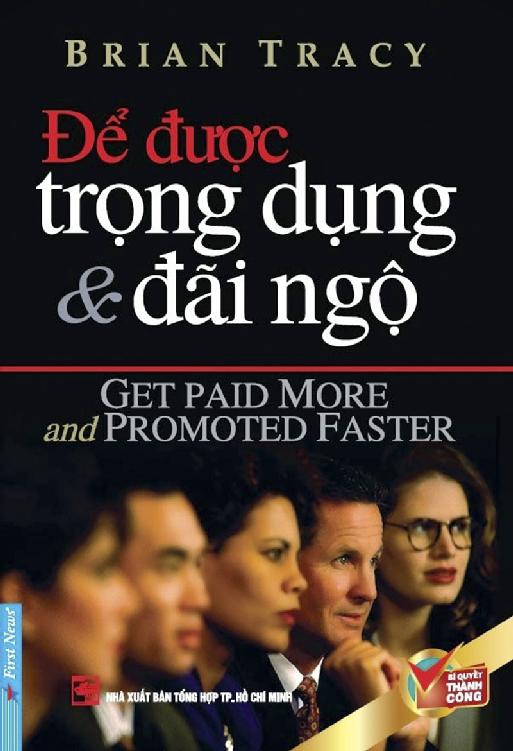 BRIAN TRACY
Để được
trọng dụng
& đãi ngộ
GET PAID MORE
and PROMOTED FASTER
First News
NHÀ XUẤT BẢN TỔNG HỢP TP. HỒ CHÍ MINH
BÍ QUYẾT
THÀNH
CÔNG